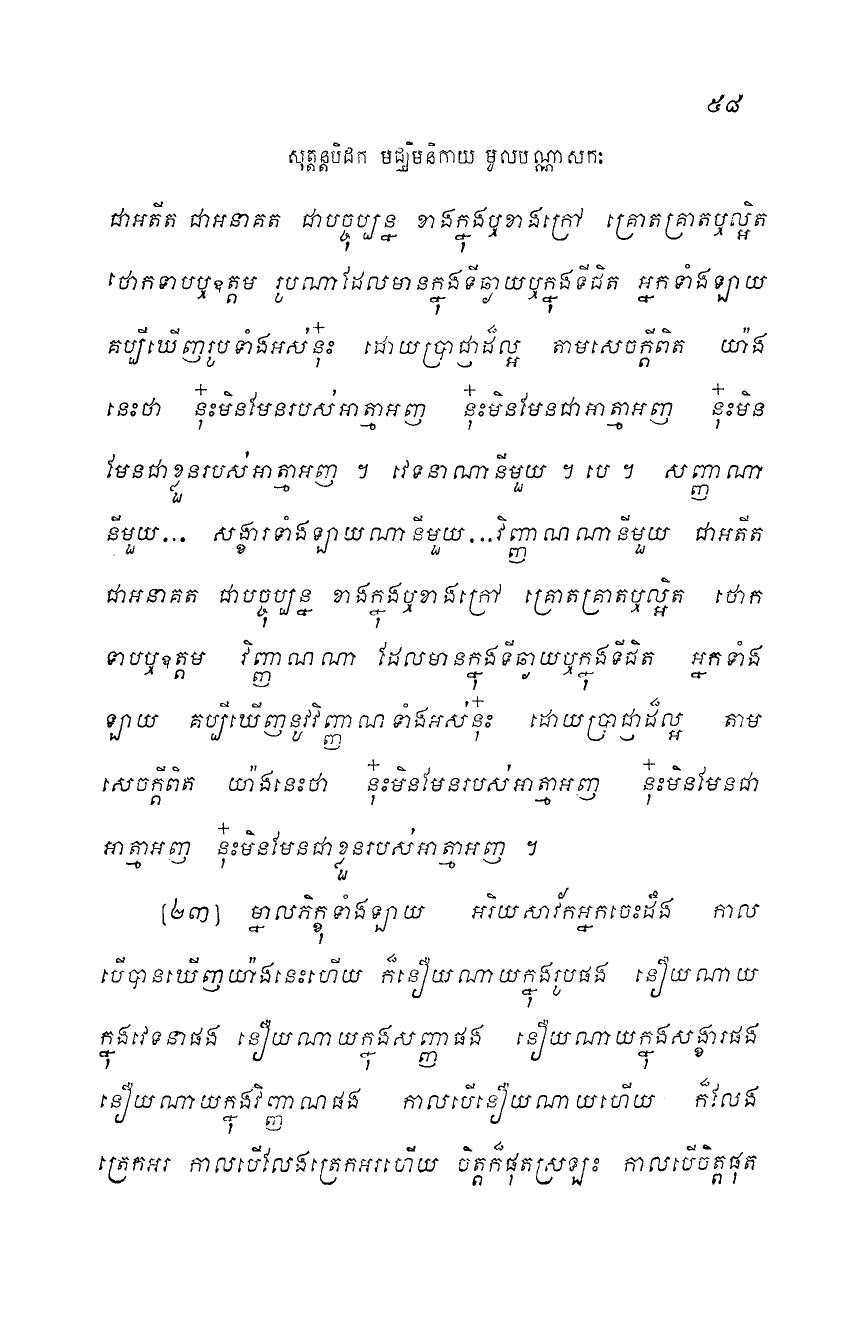 ៥៨
សុត្តន្តបិដក មជ្ឈិមនិកាយ មូលបណ្ណាសកៈ
ជាអតីត ជាអនាគត ជាបច្ចុប្បន្ន ខាងក្នុងឬខាងក្រៅ គ្រោតគ្រាតឬល្អិត
ថោកទាបឬឧត្តម រូបណាដែលមានក្នុងទីឆ្ងាយឬក្នុងទីជិត អ្នកទាំងឡាយ
គប្បីឃើញរូបទាំងអស់នុ៎ះ ដោយប្រាជ្ញាដ៏ល្អ តាមសេចក្តីពិត យ៉ាង
នេះថា នុ៎ះមិនមែនរបស់អាត្មាអញ នុ៎ះមិនមែនជាអាត្មាអញ នុ៎ះមិន
មែនជាខ្លួនរបស់អាត្មាអញ ។ វេទនាណានីមួយ ។ បេ ។ សញ្ញាណា
នីមួយ... សង្ខារទាំងឡាយណានីមួយ...វិញ្ញាណណានីមួយ ជាអតីត
ជាអនាគត ជាបច្ចុប្បន្ន ខាងក្នុងឬខាងក្រៅ គ្រោតគ្រាតឬល្អិត ថោក
ទាបឬឧត្តម វិញ្ញាណណា ដែលមានក្នុងទីឆ្ងាយឬក្នុងទីជិត អ្នកទាំង
ឡាយ គប្បីឃើញនូវវិញ្ញាណទាំងអស់នុ៎ះ ដោយប្រាជ្ញាដ៏ល្អ តាម
សេចក្តីពិត យ៉ាងនេះថា នុ៎ះមិនមែនរបស់អាត្មាអញ នុ៎ះមិនមែនជា
អាត្មាអញ នុ៎ះមិនមែនជាខ្លួនរបស់អាត្មាអញ ។
[២៣] ម្នាលភិក្ខុទាំងឡាយ អរិយសាវ័កអ្នកចេះដឹង កាល
បើបានឃើញយ៉ាងនេះហើយ ក៏នឿយណាយក្នុងរូបផង នឿយណាយ
ក្នុងវេទនាផង នឿយណាយក្នុងសញ្ញាផង នឿយណាយក្នុងសង្ខារផង
នឿយណាយក្នុងវិញ្ញាណផង កាលបើនឿយណាយហើយ ក៏លែង
ត្រេកអរ កាលបើលែងត្រេកអរហើយ ចិត្តក៏ផុតស្រឡះ កាលបើចិត្តផុត